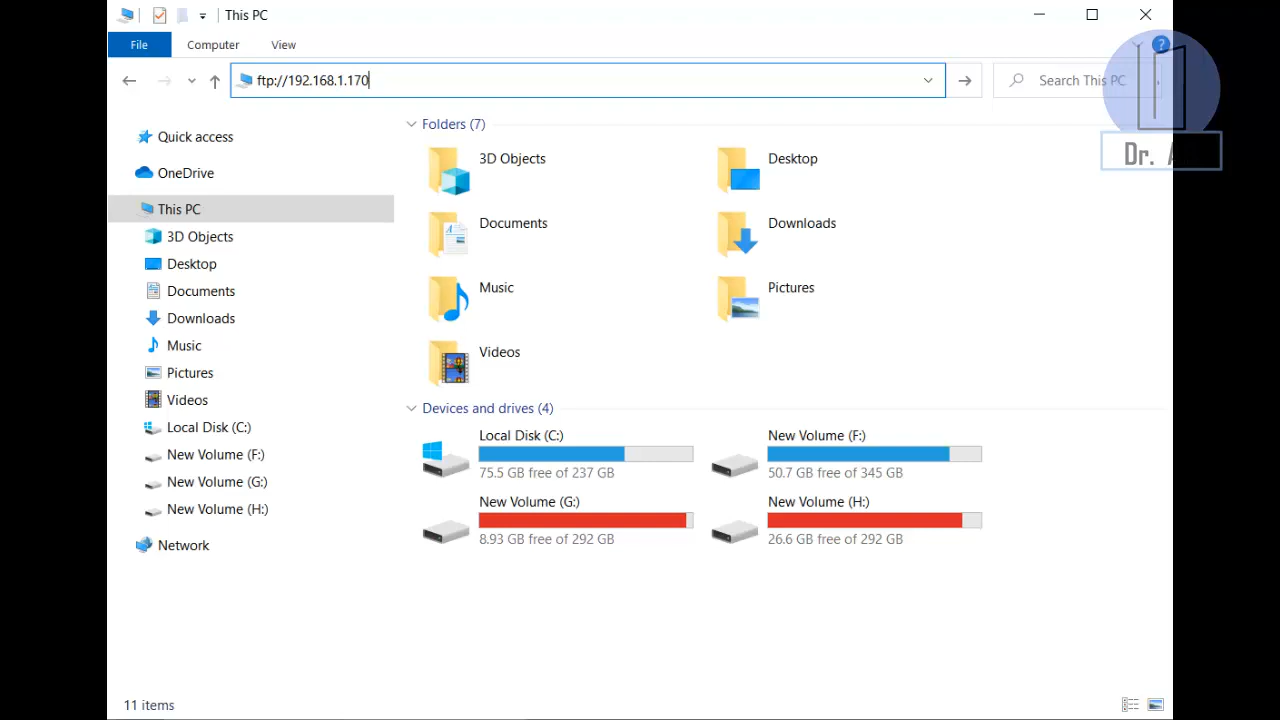 This PC
File Computer View
ftp://192.168.1.170
Search This PC
Dr.
Quick access
OneDrive
This PC
3D Objects
Desktop
Documents
Downloads
Music
Pictures
Videos
Local Disk (C:)
New Volume (F:)
New Volume (G:)
New Volume (H:)
Network
Folders (7)
3D Objects
Desktop
Documents
Downloads
Music
Pictures
Videos
Devices and drives (4)
Local Disk (C:)
75.5 GB free of 237 GB
New Volume (F:)
50.7 GB free of 345 GB
New Volume (G:)
8.93 GB free of 292 GB
New Volume (H:)
26.6 GB free of 292 GB
11 items